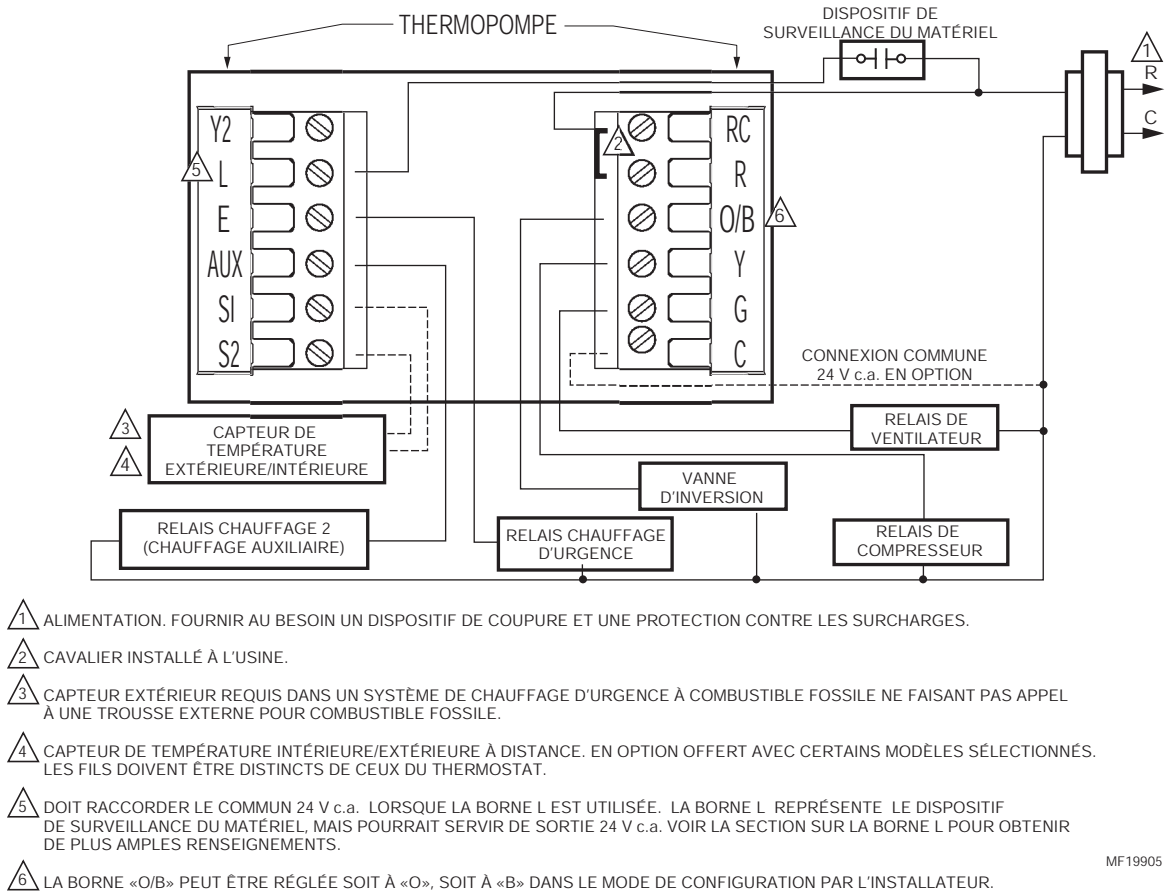 THERMOPOMPE
DISPOSITIF DE
SURVEILLANCE DU MATÉRIEL
1
R
C
Y2
5
L
E
AUX
S1
S2
2
RC
R
O/B
6
Y
G
C
CONNEXION COMMUNE
24 V c.a. EN OPTION
3
4
CAPTEUR DE
TEMPÉRATURE
EXTÉRIEURE/INTÉRIEURE
RELAIS DE
VENTILATEUR
VANNE
D'INVERSION
RELAIS CHAUFFAGE 2
(CHAUFFAGE AUXILIAIRE)
RELAIS CHAUFFAGE
D'URGENCE
RELAIS DE
COMPRESSEUR
1 ALIMENTATION. FOURNIR AU BESOIN UN DISPOSITIF DE COUPURE ET UNE PROTECTION CONTRE LES SURCHARGES.
2 CAVALIER INSTALLÉ À L'USINE.
3 CAPTEUR EXTÉRIEUR REQUIS DANS UN SYSTÈME DE CHAUFFAGE D'URGENCE À COMBUSTIBLE FOSSILE NE FAISANT PAS APPEL
À UNE TROUSSE EXTERNE POUR COMBUSTIBLE FOSSILE.
4 CAPTEUR DE TEMPÉRATURE INTÉRIEURE/EXTÉRIEURE À DISTANCE. EN OPTION OFFERT AVEC CERTAINS MODÈLES SÉLECTIONNÉS.
LES FILS DOIVENT ÊTRE DISTINCTS DE CEUX DU THERMOSTAT.
5 DOIT RACCORDER LE COMMUN 24 V c.a. LORSQUE LA BORNE L EST UTILISÉE. LA BORNE L REPRÉSENTE LE DISPOSITIF
DE SURVEILLANCE DU MATÉRIEL, MAIS POURRAIT SERVIR DE SORTIE 24 V c.a. VOIR LA SECTION SUR LA BORNE L POUR OBTENIR
DE PLUS AMPLES RENSEIGNEMENTS.
6 LA BORNE «O/B» PEUT ÊTRE RÉGLÉE SOIT À «O», SOIT À «B» DANS LE MODE DE CONFIGURATION PAR L'INSTALLATEUR.
MF19905